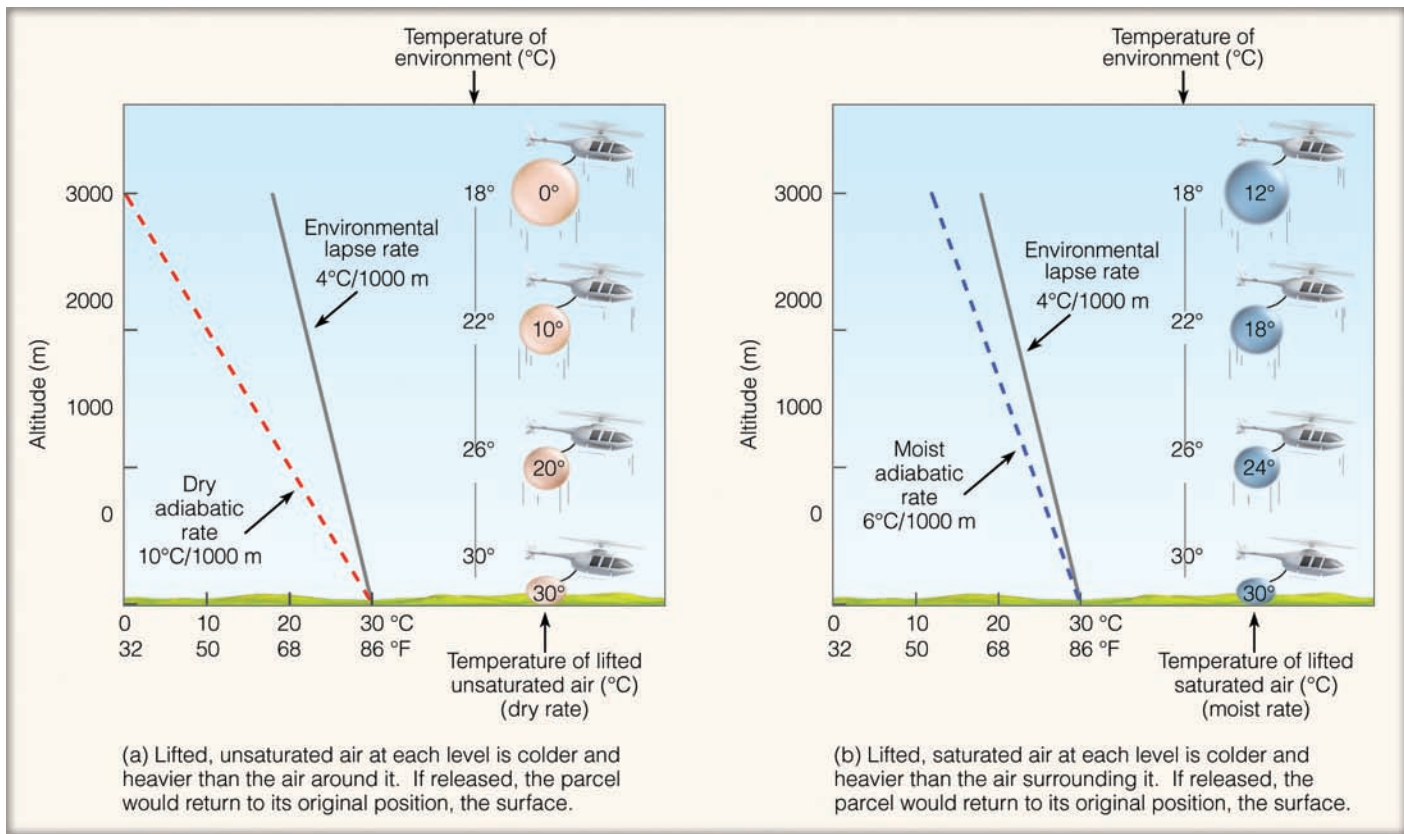 Temperature of
environment (°C)
3000
2000
1000
0
Altitude (m)
Environmental
lapse rate
4°C/1000 m
Dry
adiabatic
rate
10°C/1000 m
18°
22°
26°
30°
0°
10°
20°
30°
0 10 20 30 °C
32 50 68 86 °F
Temperature of lifted
unsaturated air (°C)
(dry rate)
(a) Lifted, unsaturated air at each level is colder and
heavier than the air around it. If released, the parcel
would return to its original position, the surface.
Temperature of
environment (°C)
3000
2000
1000
0
Altitude (m)
Environmental
lapse rate
4°C/1000 m
Moist
adiabatic
rate
6°C/1000 m
18°
22°
26°
30°
12°
18°
24°
30°
0 10 20 30 °C
32 50 68 86 °F
Temperature of lifted
saturated air (°C)
(moist rate)
(b) Lifted, saturated air at each level is colder and
heavier than the air surrounding it. If released, the
parcel would return to its original position, the surface.